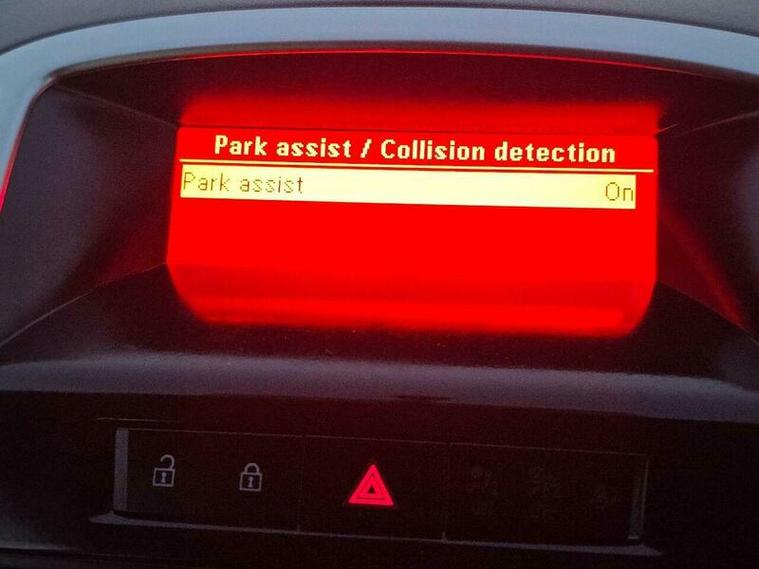 Park assist / Collision detection
Park assist On